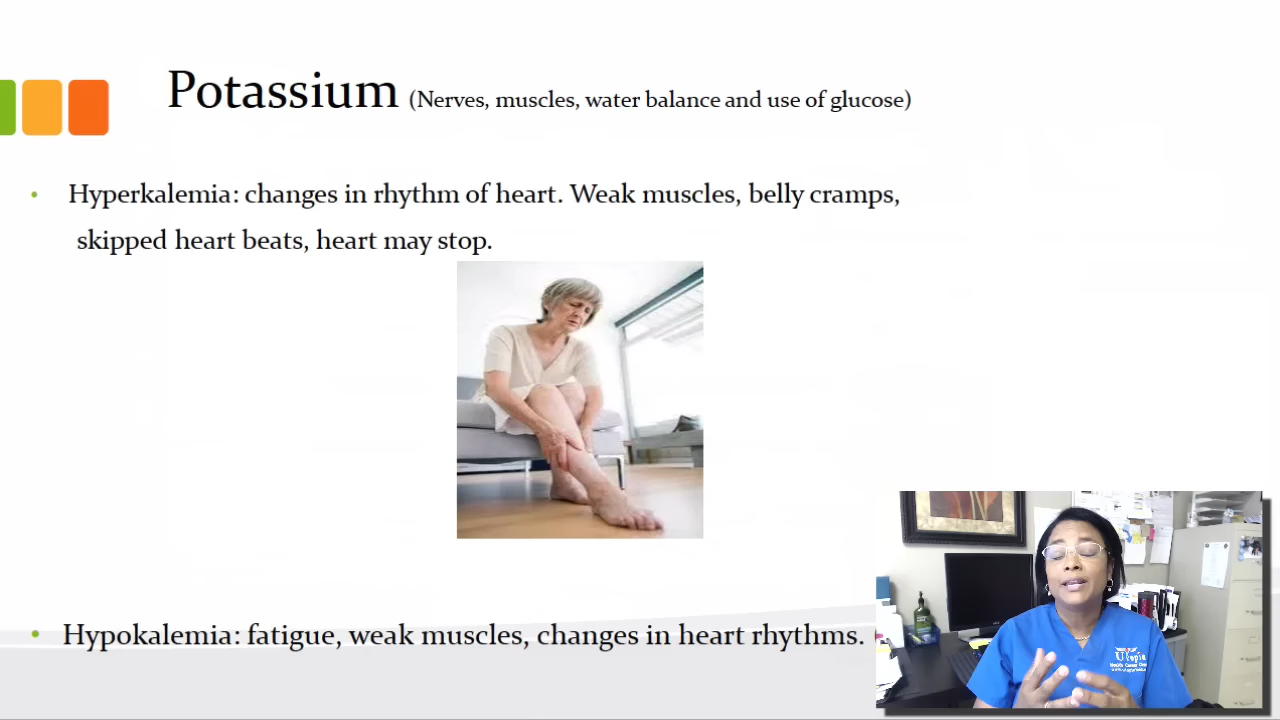 Potassium (Nerves, muscles, water balance and use of glucose)
• Hyperkalemia: changes in rhythm of heart. Weak muscles, belly cramps,
skipped heart beats, heart may stop.
• Hypokalemia: fatigue, weak muscles, changes in heart rhythms.
Utopia